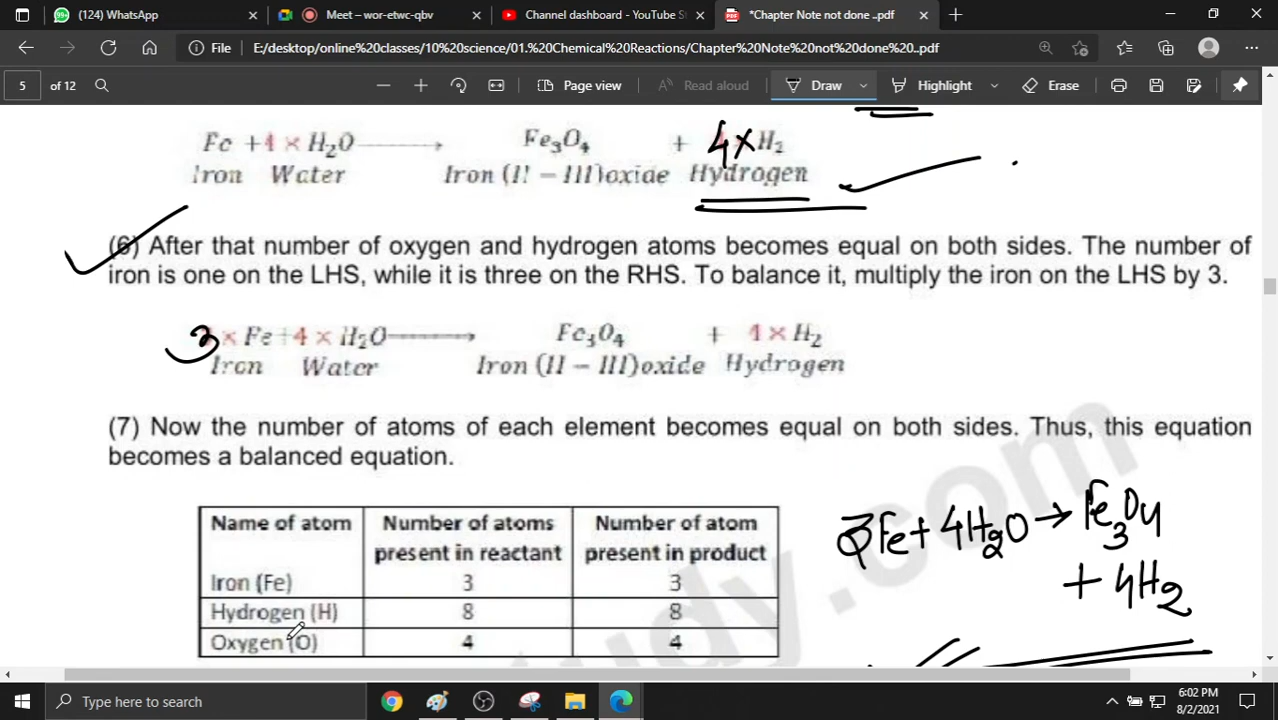 (124) WhatsApp
Meet – wor-etwc-qbv
Channel dashboard - YouTube S
*Chapter Note not done ..pdf
File
E:/desktop/online%20classes/10%20science/01.%20Chemical%20Reactions/Chapter%20Note%20not%20done%20..pdf
5 of 12
Page view
Read aloud
Draw
Highlight
Erase
Fe + 4 × H2O → Fe3O4 + 4 × H2
Iron Water Iron (II – III)oxide Hydrogen
(6) After that number of oxygen and hydrogen atoms becomes equal on both sides. The number of
iron is one on the LHS, while it is three on the RHS. To balance it, multiply the iron on the LHS by 3.
3 × Fe + 4 × H2O → Fe3O4 + 4 × H2
Iron Water Iron (II – III)oxide Hydrogen
(7) Now the number of atoms of each element becomes equal on both sides. Thus, this equation
becomes a balanced equation.
Name of atom Number of atoms present in reactant Number of atom present in product
Iron (Fe) 3 3
Hydrogen (H) 8 8
Oxygen (O) 4 4
3Fe + 4H2O → Fe3O4
+ 4H2
udy.com
Type here to search
6:02 PM
8/2/2021